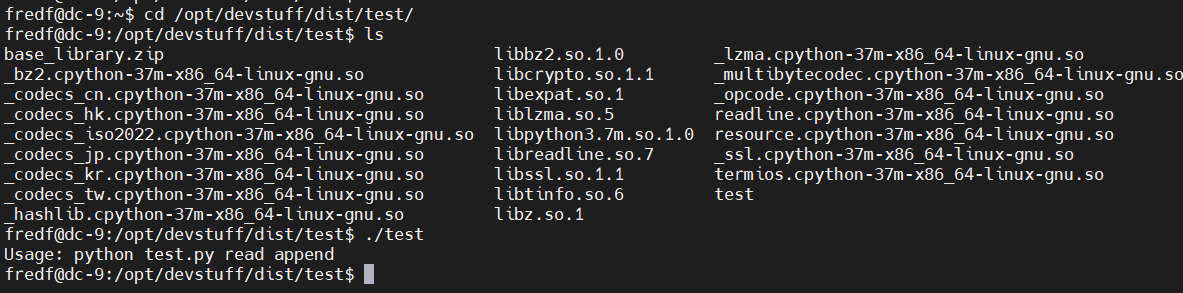 fredf@dc-9:~$ cd /opt/devstuff/dist/test/
fredf@dc-9:/opt/devstuff/dist/test$ ls
base_library.zip                              libbz2.so.1.0         _lzma.cpython-37m-x86_64-linux-gnu.so
_bz2.cpython-37m-x86_64-linux-gnu.so          libcrypto.so.1.1      _multibytecodec.cpython-37m-x86_64-linux-gnu.so
_codecs_cn.cpython-37m-x86_64-linux-gnu.so    libexpat.so.1         _opcode.cpython-37m-x86_64-linux-gnu.so
_codecs_hk.cpython-37m-x86_64-linux-gnu.so    liblzma.so.5          readline.cpython-37m-x86_64-linux-gnu.so
_codecs_iso2022.cpython-37m-x86_64-linux-gnu.so  libpython3.7m.so.1.0  resource.cpython-37m-x86_64-linux-gnu.so
_codecs_jp.cpython-37m-x86_64-linux-gnu.so    libreadline.so.7      _ssl.cpython-37m-x86_64-linux-gnu.so
_codecs_kr.cpython-37m-x86_64-linux-gnu.so    libssl.so.1.1         termios.cpython-37m-x86_64-linux-gnu.so
_codecs_tw.cpython-37m-x86_64-linux-gnu.so    libtinfo.so.6         test
_hashlib.cpython-37m-x86_64-linux-gnu.so      libz.so.1
fredf@dc-9:/opt/devstuff/dist/test$ ./test
Usage: python test.py read append
fredf@dc-9:/opt/devstuff/dist/test$